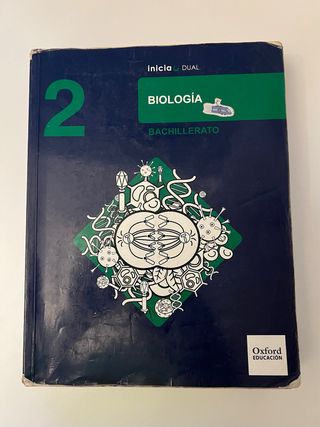 inicia DUAL
2
BIOLOGÍA
BACHILLERATO
Oxford
EDUCACIÓN